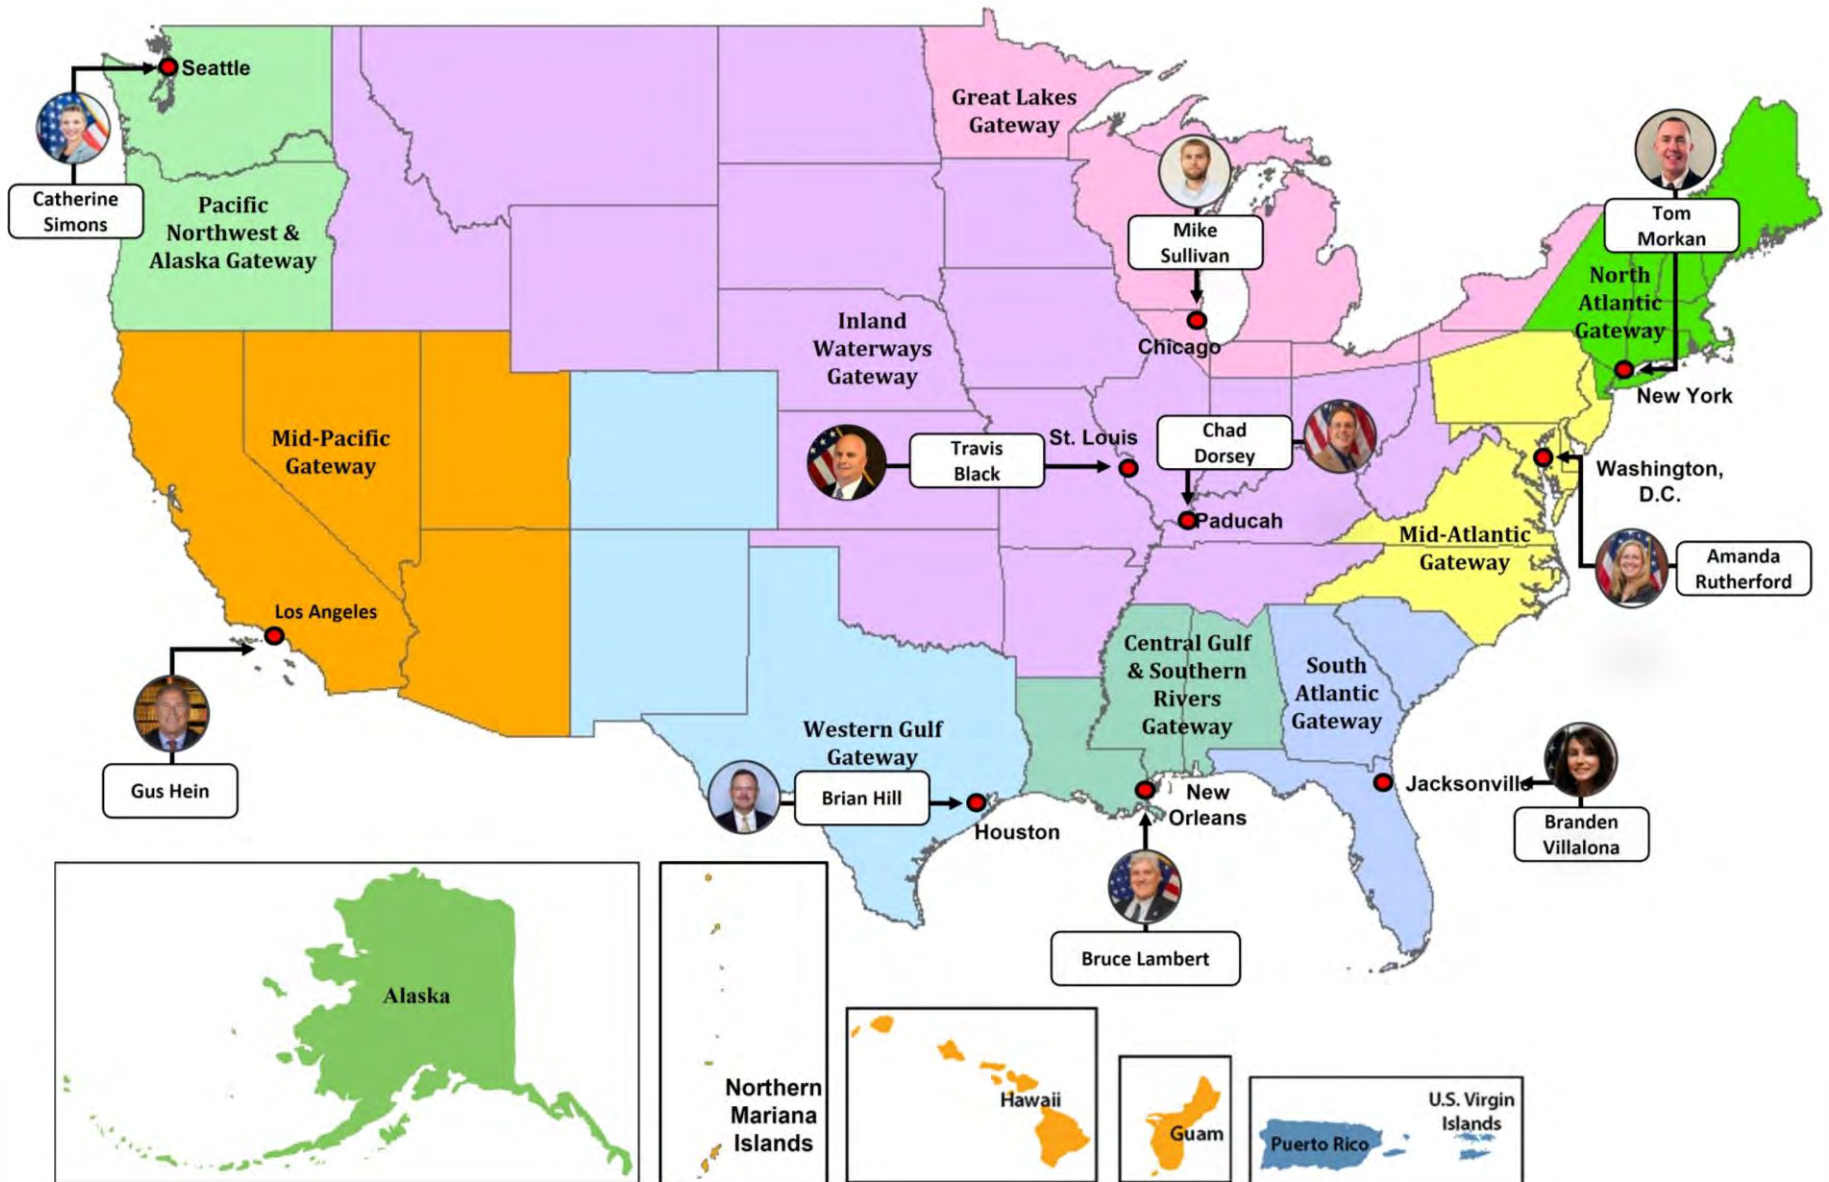 Seattle
Catherine
Simons
Pacific
Northwest &
Alaska Gateway
Great Lakes
Gateway
Mike
Sullivan
Chicago
Tom
Morkan
North
Atlantic
Gateway
New York
Inland
Waterways
Gateway
Mid-Pacific
Gateway
Travis
Black
St. Louis
Chad
Dorsey
Paducah
Washington,
D.C.
Mid-Atlantic
Gateway
Amanda
Rutherford
Los Angeles
Gus Hein
Central Gulf
& Southern
Rivers
Gateway
South
Atlantic
Gateway
Western Gulf
Gateway
Brian Hill
Houston
New
Orleans
Jacksonville
Branden
Villalona
Bruce Lambert
Alaska
Northern
Mariana
Islands
Hawaii
Guam
Puerto Rico
U.S. Virgin
Islands